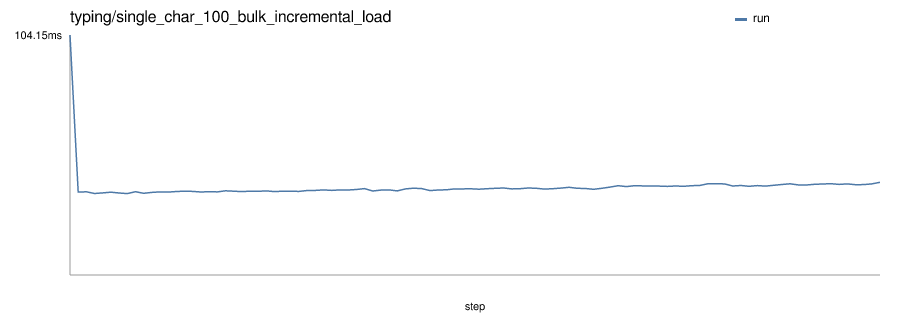 typing/single_char_100_bulk_incremental_load
run
104.15ms
step